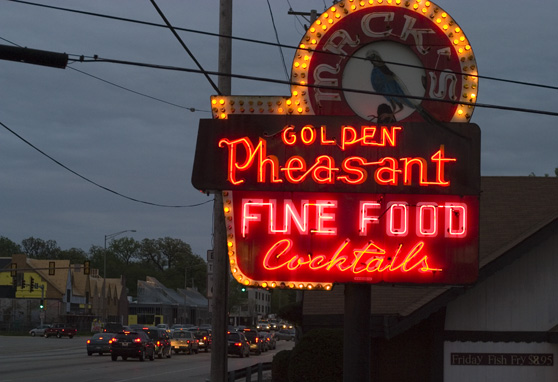 MACK'S
GOLDEN
Pheasant
FINE FOOD
Cocktails
Friday Fish Fry $8.95